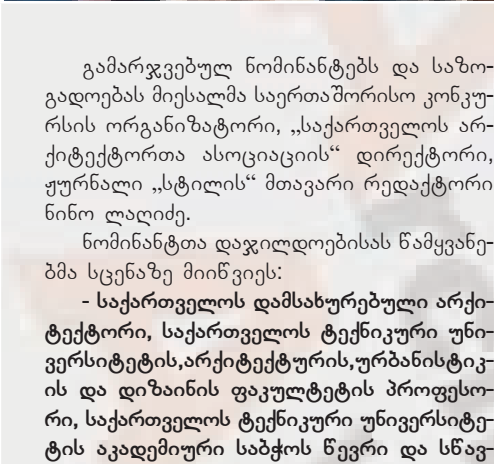 გამარჯვებულ ნომინანტებს და საზო-
გადოებას მიესალმა საერთაშორისო კონკუ-
რსის ორგანიზატორი, „საქართველოს არ-
ქიტექტორთა ასოციაციის“ დირექტორი,
ჟურნალი „სტილის“ მთავარი რედაქტორი
ნინო ლაღიძე.
ნომინანტთა დაჯილდოებისას წამყვანე-
ბმა სცენაზე მიიწვიეს:
- საქართველოს დამსახურებული არქი-
ტექტორი, საქართველოს ტექნიკური უნი-
ვერსიტეტის,არქიტექტურის,ურბანისტიკ-
ის და დიზაინის ფაკულტეტის პროფესო-
რი, საქართველოს ტექნიკური უნივერსიტე-
ტის აკადემიური საბჭოს წევრი და სწავ-